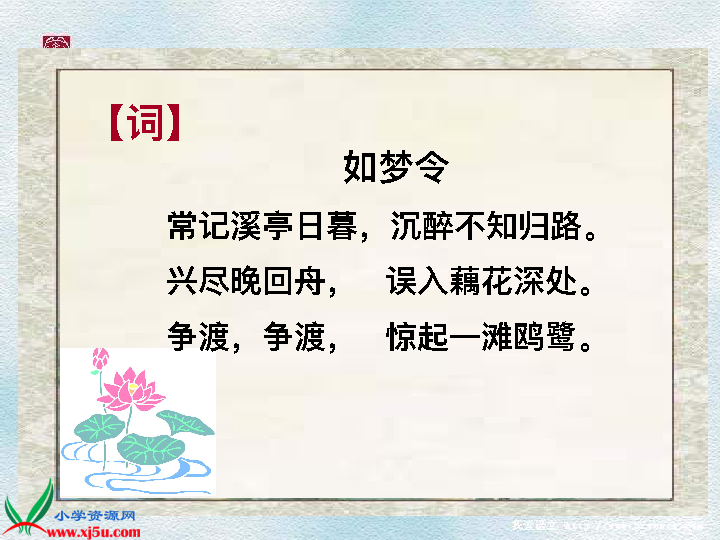 【词】
如梦令
常记溪亭日暮，沉醉不知归路。
兴尽晚回舟，　误入藕花深处。
争渡，争渡，　惊起一滩鸥鹭。
小学资源网
www.xj5u.com